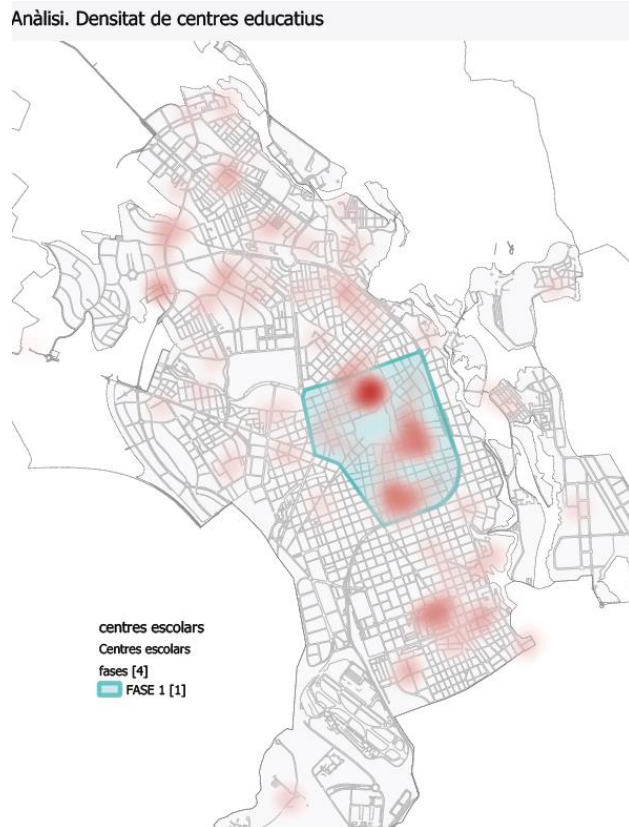 Anàlisi. Densitat de centres educatius
centres escolars
Centres escolars
fases [4]
FASE 1 [1]